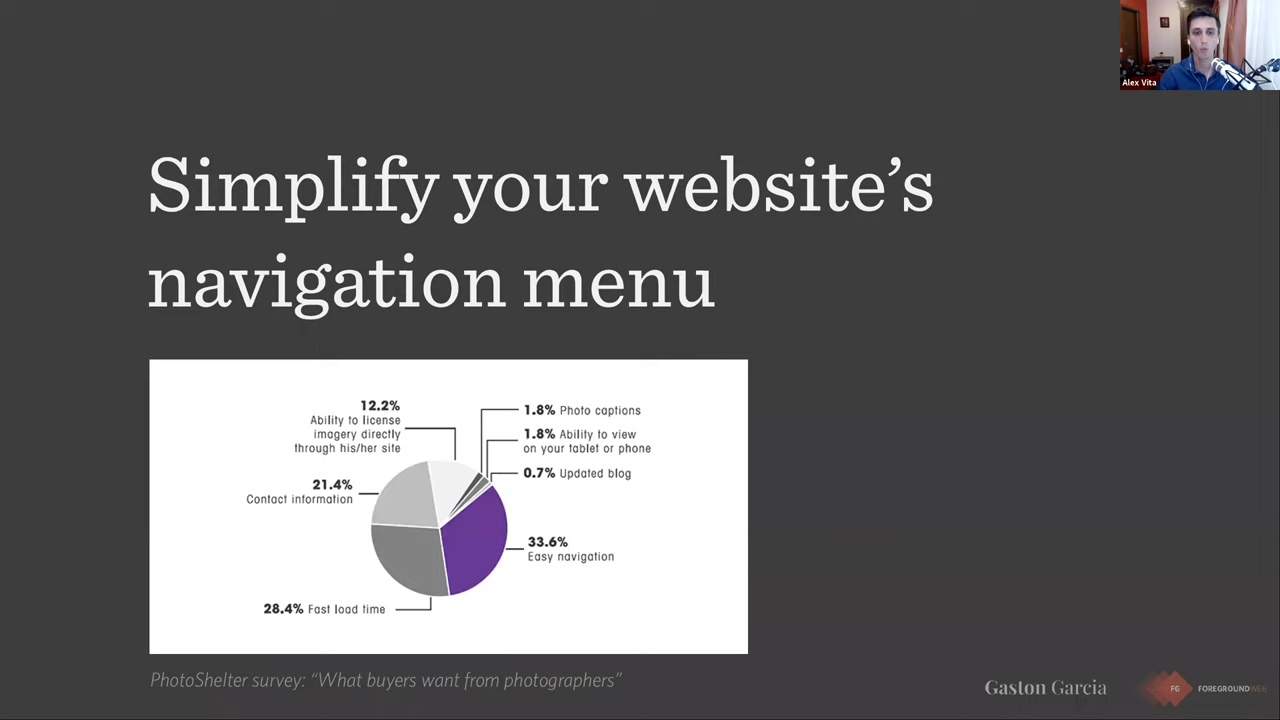 Alex Vita
Simplify your website’s
navigation menu
12.2%
Ability to license
imagery directly
through his/her site
21.4%
Contact information
28.4% Fast load time
1.8% Photo captions
1.8% Ability to view
on your tablet or phone
0.7% Updated blog
33.6%
Easy navigation
PhotoShelter survey: “What buyers want from photographers”
Gaston Garcia
FG
FOREGROUNDWEB